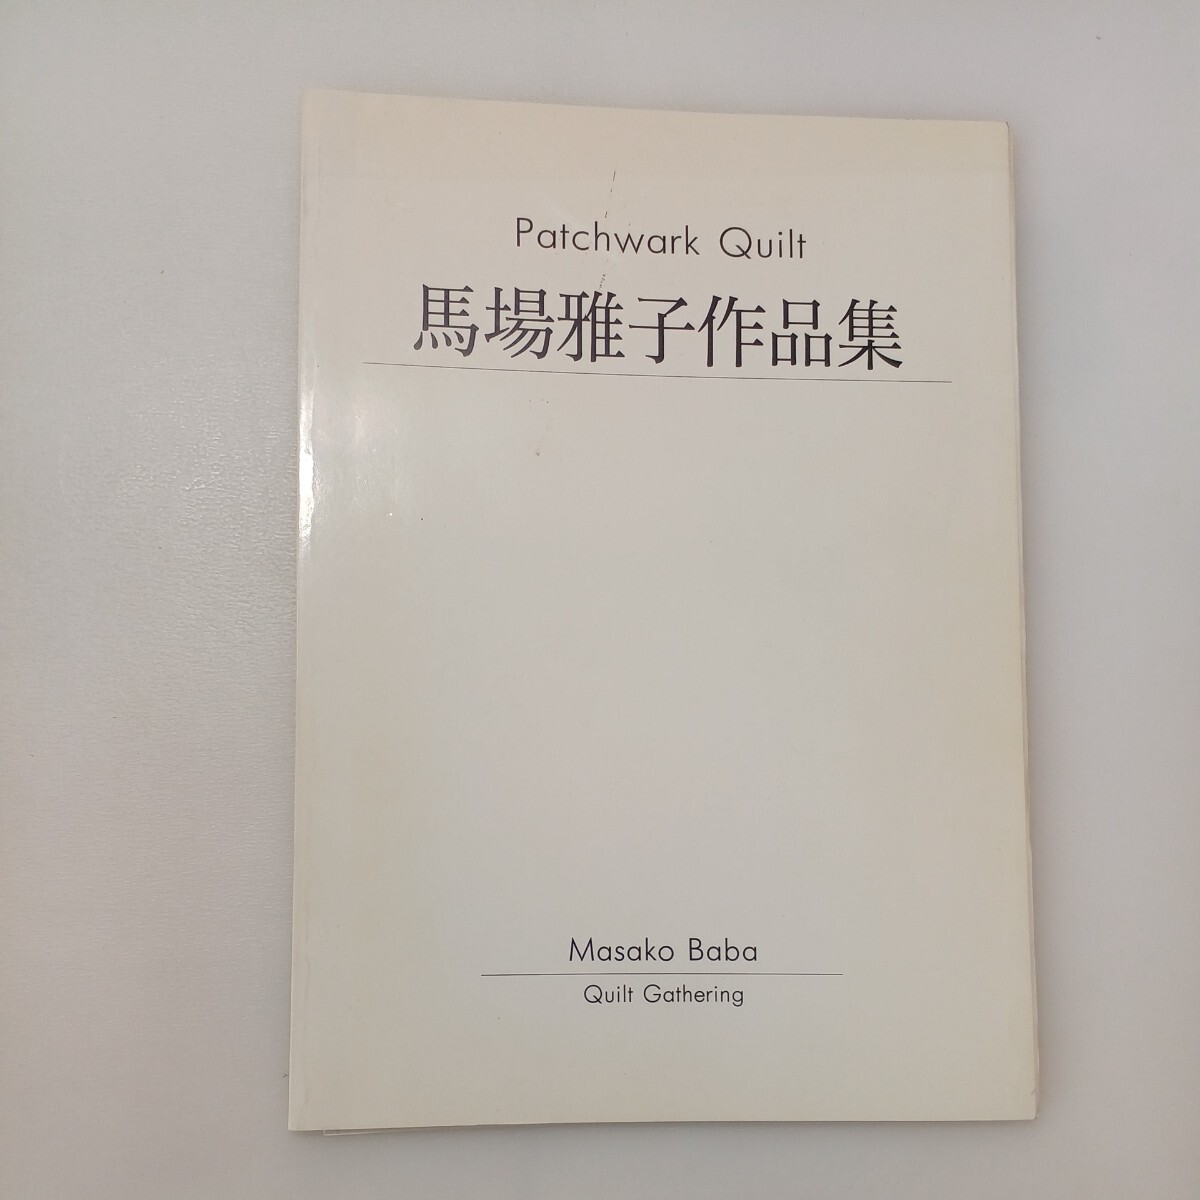 Patchwark Quilt
馬場雅子作品集
Masako Baba
Quilt Gathering